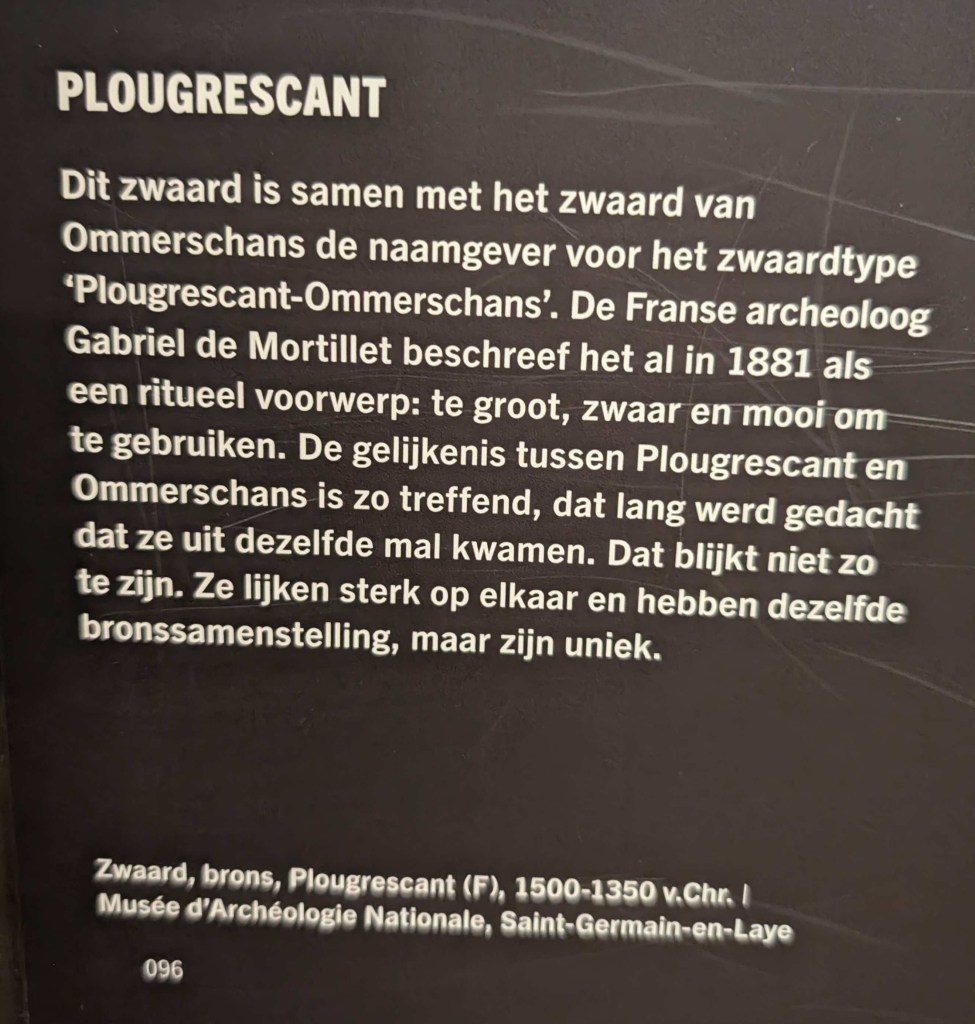 PLOUGRESCANT
Dit zwaard is samen met het zwaard van
Ommerschans de naamgever voor het zwaardtype
‘Plougrescant-Ommerschans’. De Franse archeoloog
Gabriel de Mortillet beschreef het al in 1881 als
een ritueel voorwerp: te groot, zwaar en mooi om
te gebruiken. De gelijkenis tussen Plougrescant en
Ommerschans is zo treffend, dat lang werd gedacht
dat ze uit dezelfde mal kwamen. Dat blijkt niet zo
te zijn. Ze lijken sterk op elkaar en hebben dezelfde
bronssamenstelling, maar zijn uniek.
Zwaard, brons, Plougrescant (F), 1500-1350 v.Chr. |
Musée d'Archéologie Nationale, Saint-Germain-en-Laye
096